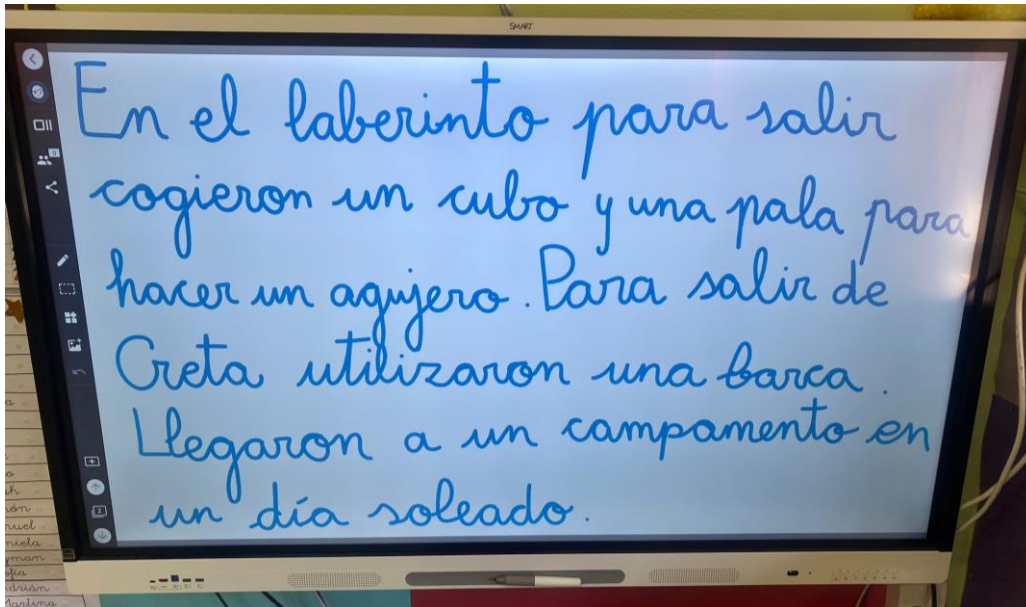 SMART
En el laberinto para salir
cogieron un cubo y una pala para
hacer un agujero. Para salir de
Creta utilizaron una barca.
Llegaron a un campamento en
un día soleado.